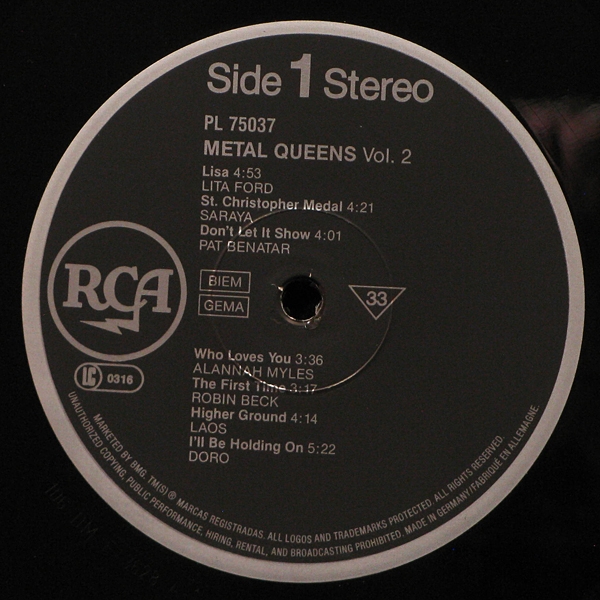 Side 1 Stereo
PL 75037
METAL QUEENS Vol. 2
Lisa 4:53
LITA FORD
St. Christopher Medal 4:21
SARAYA
Don't Let It Show 4:01
PAT BENATAR
RCA
BIEM
GEMA
33
LC 0316
Who Loves You 3:36
ALANNAH MYLES
The First Time 3:17
ROBIN BECK
Higher Ground 4:14
LAOS
I'll Be Holding On 5:22
DORO
MARKETED BY BMG. TM(S) ® MARCAS REGISTRADAS. ALL LOGOS AND TRADEMARKS PROTECTED. ALL RIGHTS RESERVED.
UNAUTHORIZED COPYING, PUBLIC PERFORMANCE, HIRING, RENTAL, AND BROADCASTING PROHIBITED. MADE IN GERMANY/FABRIQUÉ EN ALLEMAGNE